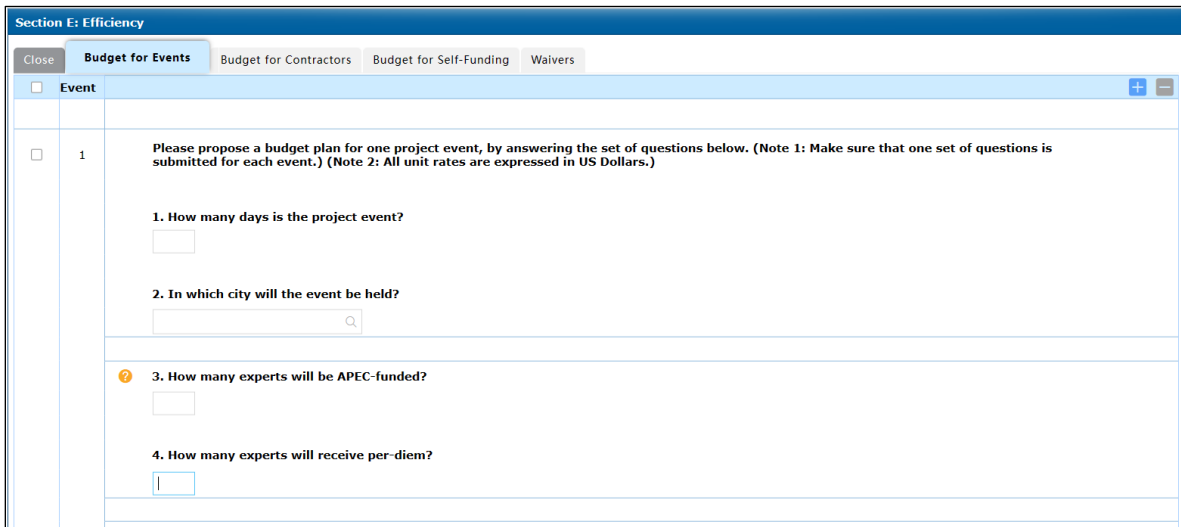 Section E: Efficiency
Close Budget for Events Budget for Contractors Budget for Self-Funding Waivers
Event
1
Please propose a budget plan for one project event, by answering the set of questions below. (Note 1: Make sure that one set of questions is
submitted for each event.) (Note 2: All unit rates are expressed in US Dollars.)
1. How many days is the project event?
2. In which city will the event be held?
? 3. How many experts will be APEC-funded?
4. How many experts will receive per-diem?